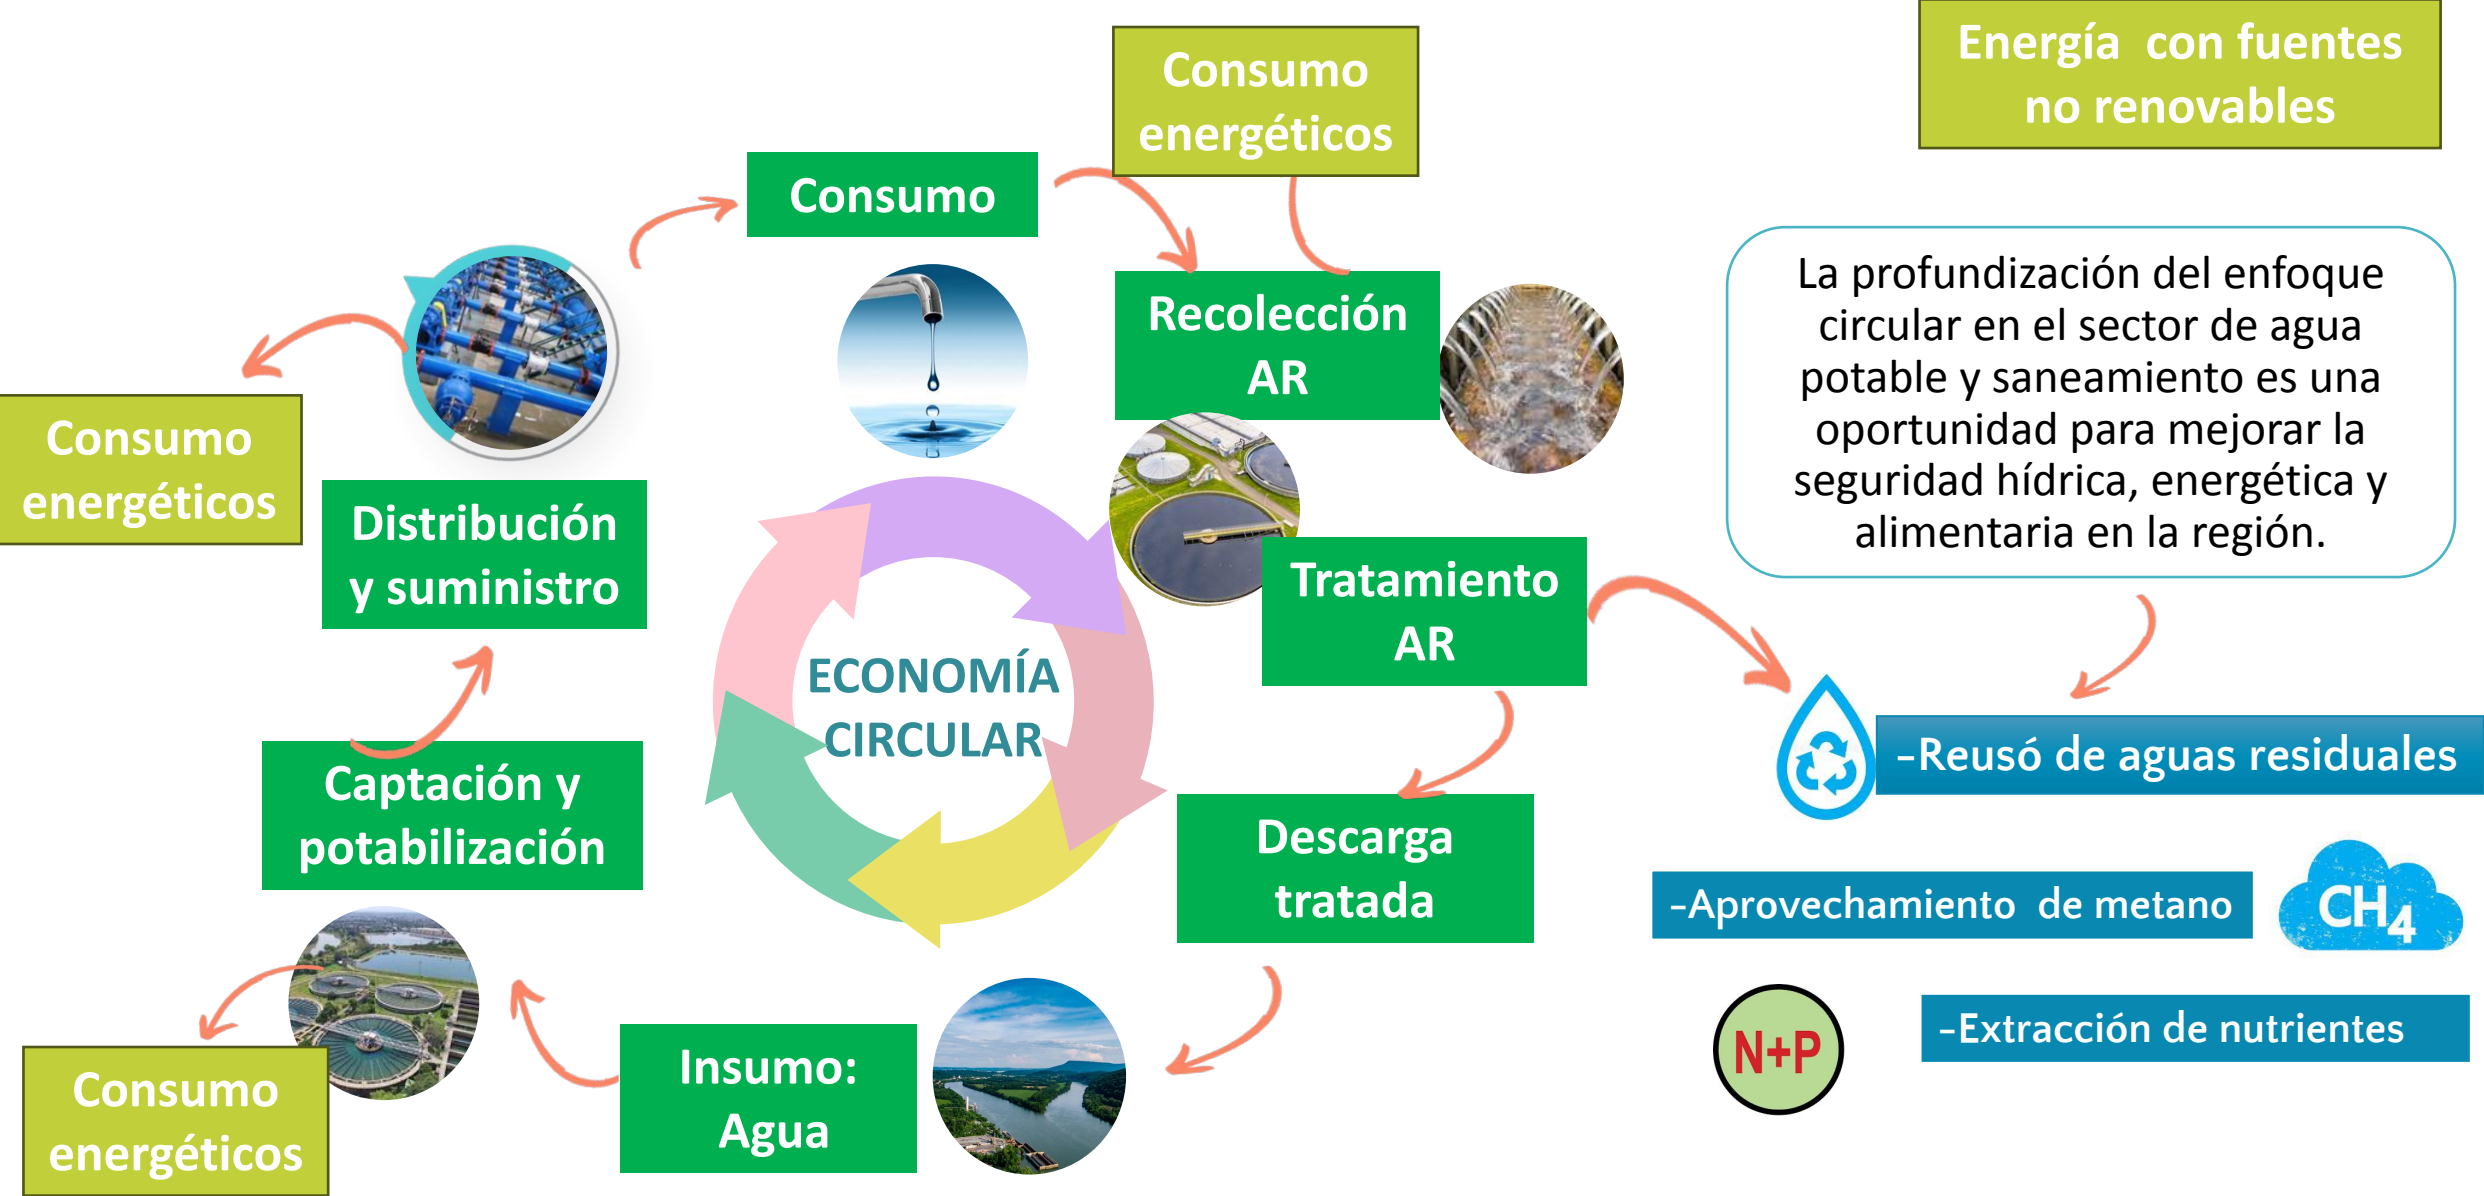 Energía con fuentes
no renovables
Consumo
energéticos
Consumo
Recolección
AR
La profundización del enfoque
circular en el sector de agua
potable y saneamiento es una
oportunidad para mejorar la
seguridad hídrica, energética y
alimentaria en la región.
Consumo
energéticos
Distribución
y suministro
Tratamiento
AR
ECONOMÍA
CIRCULAR
Captación y
potabilización
Descarga
tratada
-Reusó de aguas residuales
-Aprovechamiento de metano
CH4
-Extracción de nutrientes
N+P
Insumo:
Agua
Consumo
energéticos